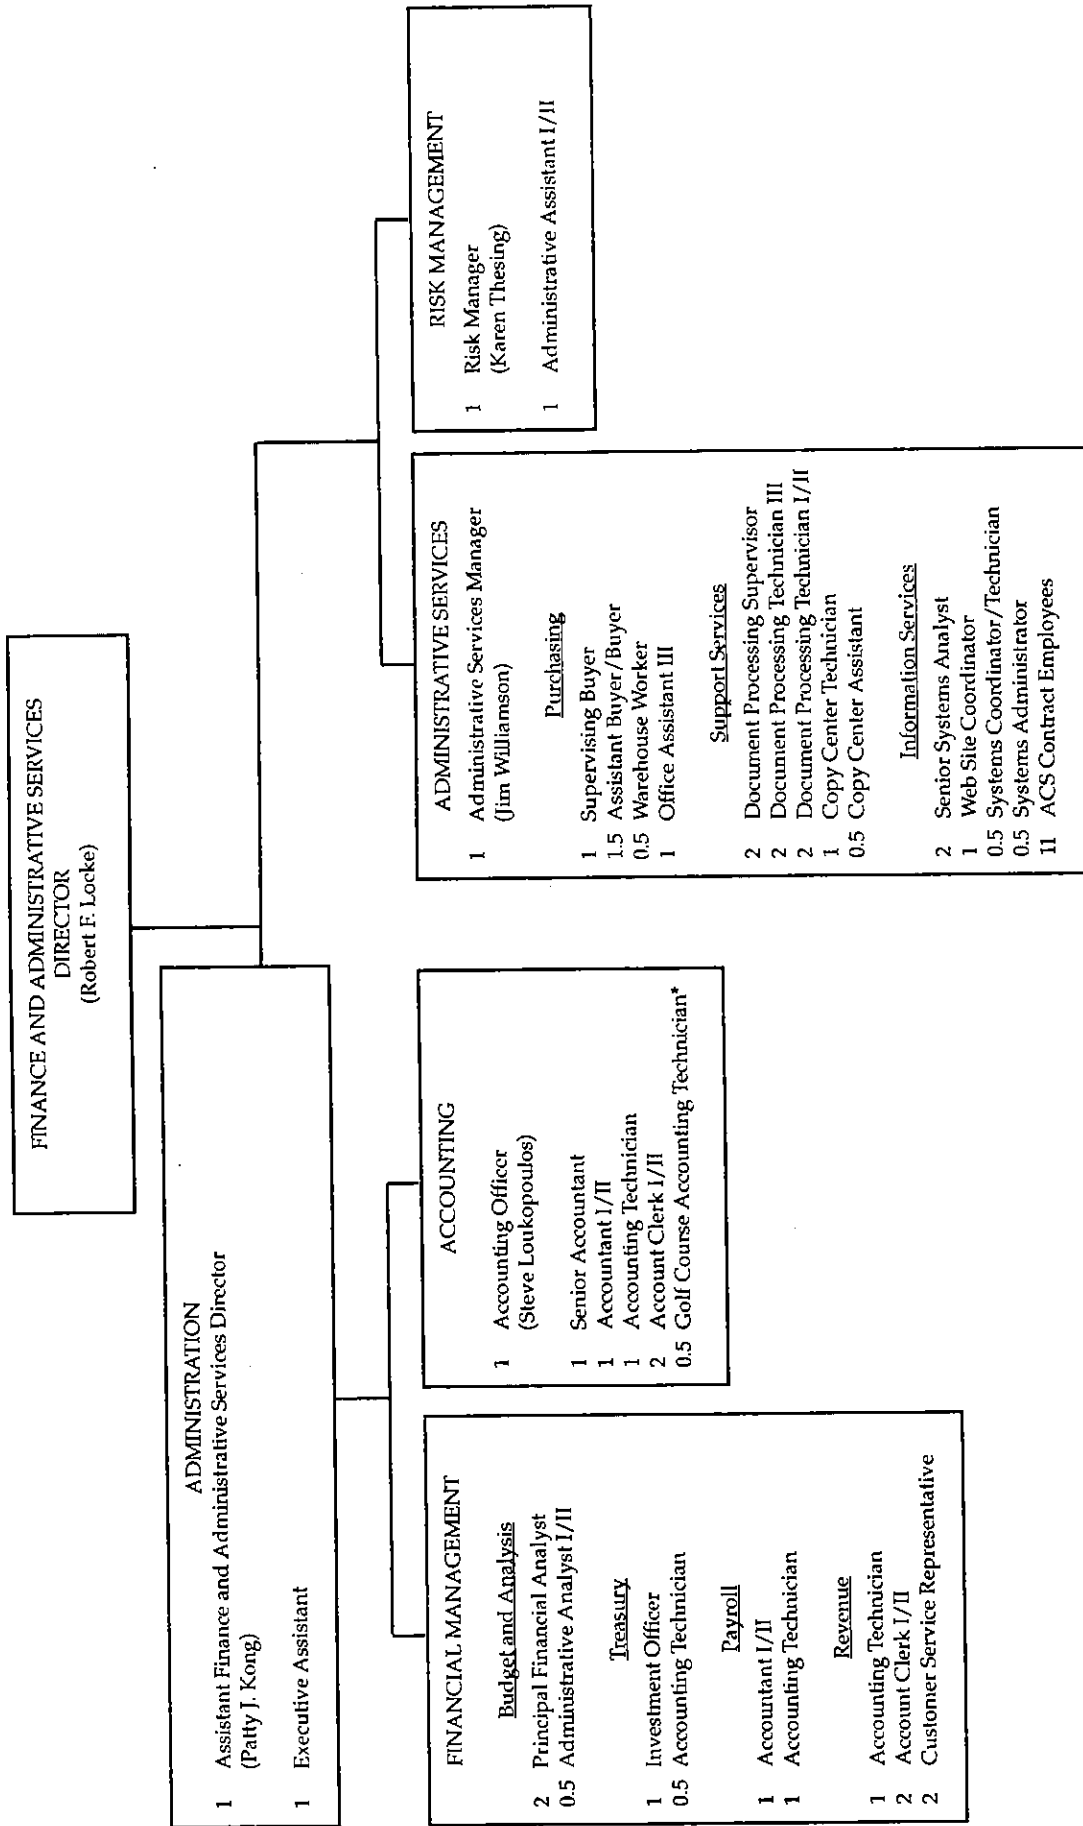 FINANCE AND ADMINISTRATIVE SERVICES
DIRECTOR
(Robert F. Locke)
ADMINISTRATION
1 Assistant Finance and Administrative Services Director
(Patty J. Kong)
1 Executive Assistant
FINANCIAL MANAGEMENT
Budget and Analysis
2 Principal Financial Analyst
0.5 Administrative Analyst I/II
Treasury
1 Investment Officer
0.5 Accounting Technician
Payroll
1 Accountant I/II
1 Accounting Technician
Revenue
1 Accounting Technician
2 Account Clerk I/II
2 Customer Service Representative
ACCOUNTING
1 Accounting Officer
(Steve Loukopoulos)
1 Senior Accountant
1 Accountant I/II
1 Accounting Technician
2 Account Clerk I/II
0.5 Golf Course Accounting Technician*
ADMINISTRATIVE SERVICES
1 Administrative Services Manager
(Jim Williamson)
Purchasing
1 Supervising Buyer
1.5 Assistant Buyer/Buyer
0.5 Warehouse Worker
1 Office Assistant III
Support Services
2 Document Processing Supervisor
2 Document Processing Technician III
2 Document Processing Technician I/II
1 Copy Center Technician
0.5 Copy Center Assistant
Information Services
2 Senior Systems Analyst
1 Web Site Coordinator
0.5 Systems Coordinator/Technician
0.5 Systems Administrator
11 ACS Contract Employees
RISK MANAGEMENT
1 Risk Manager
(Karen Thesing)
1 Administrative Assistant I/II